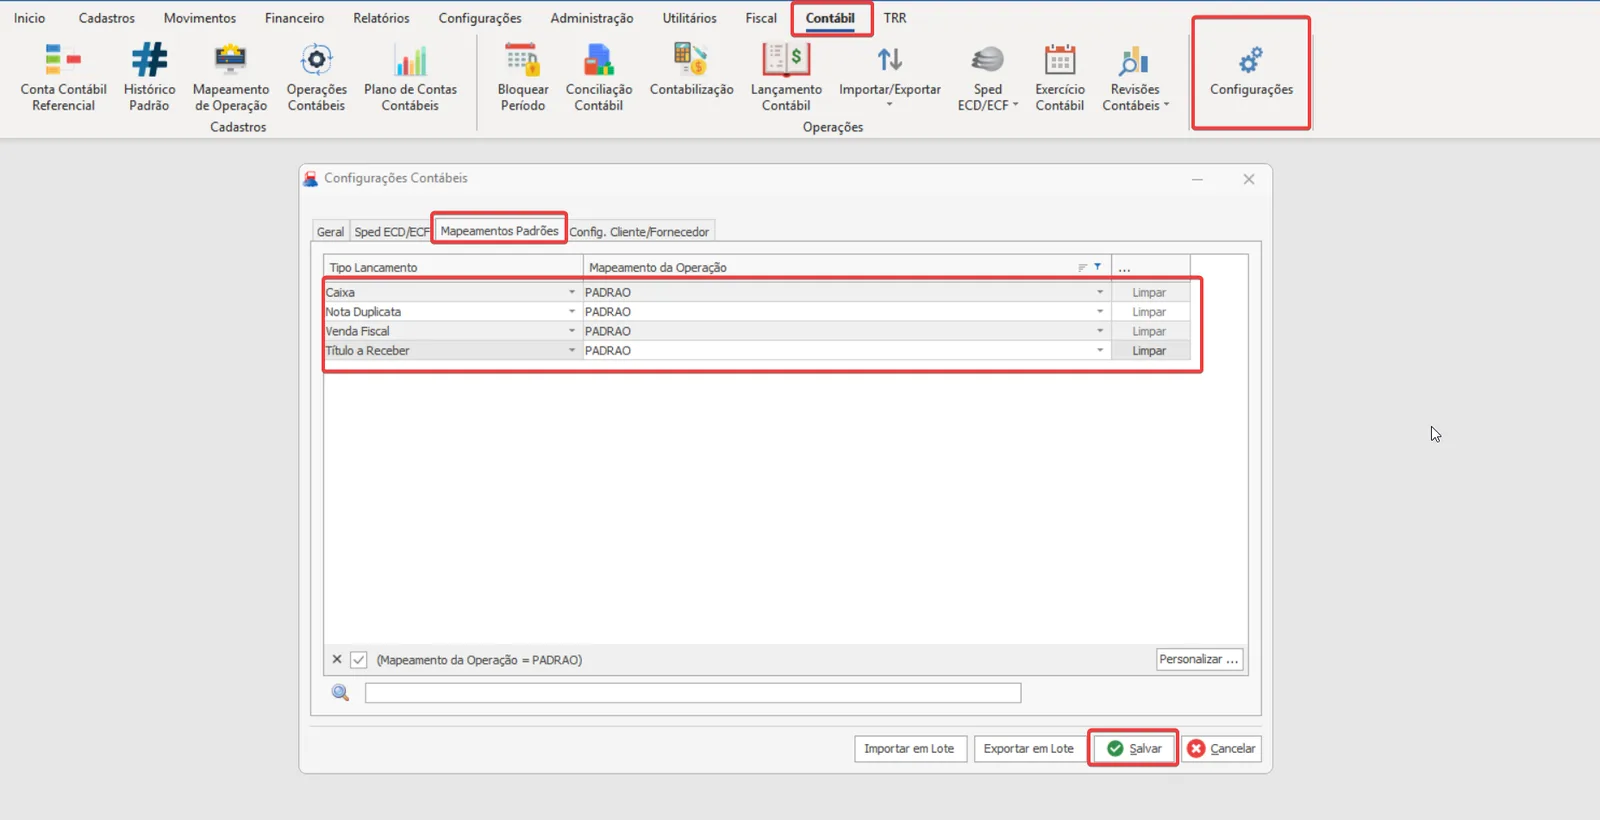 Inicio Cadastros Movimentos Financeiro Relatórios Configurações Administração Utilitários Fiscal Contábil TRR
Conta Contábil Referencial
Histórico Padrão
Mapeamento de Operação
Operações Contábeis
Plano de Contas Contábeis
Cadastros
Bloquear Período
Conciliação Contábil
Contabilização
Lançamento Contábil
Importar/Exportar
Sped ECD/ECF
Exercício Contábil
Revisões Contábeis
Operações
Configurações
Configurações Contábeis
Geral Sped ECD/ECF Mapeamentos Padrões Config. Cliente/Fornecedor
Tipo Lancamento Mapeamento da Operação ...
Caixa PADRAO Limpar
Nota Duplicata PADRAO Limpar
Venda Fiscal PADRAO Limpar
Título a Receber PADRAO Limpar
(Mapeamento da Operação = PADRAO) Personalizar ...
Importar em Lote Exportar em Lote Salvar Cancelar